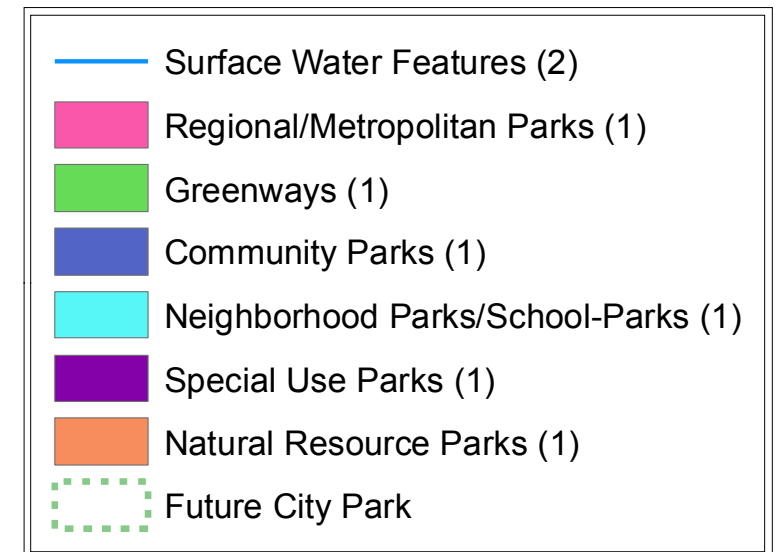 Surface Water Features (2)
Regional/Metropolitan Parks (1)
Greenways (1)
Community Parks (1)
Neighborhood Parks/School-Parks (1)
Special Use Parks (1)
Natural Resource Parks (1)
Future City Park